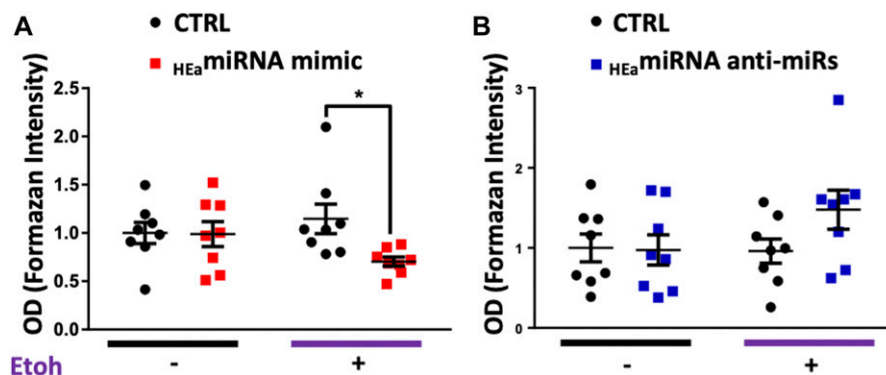 A
CTRL
HEamiRNA mimic
OD (Formazan Intensity)
2.5
2.0
1.5
1.0
0.5
0.0
*
Etoh
-
+
B
CTRL
HEamiRNA anti-miRs
OD (Formazan Intensity)
3
2
1
0
-
+